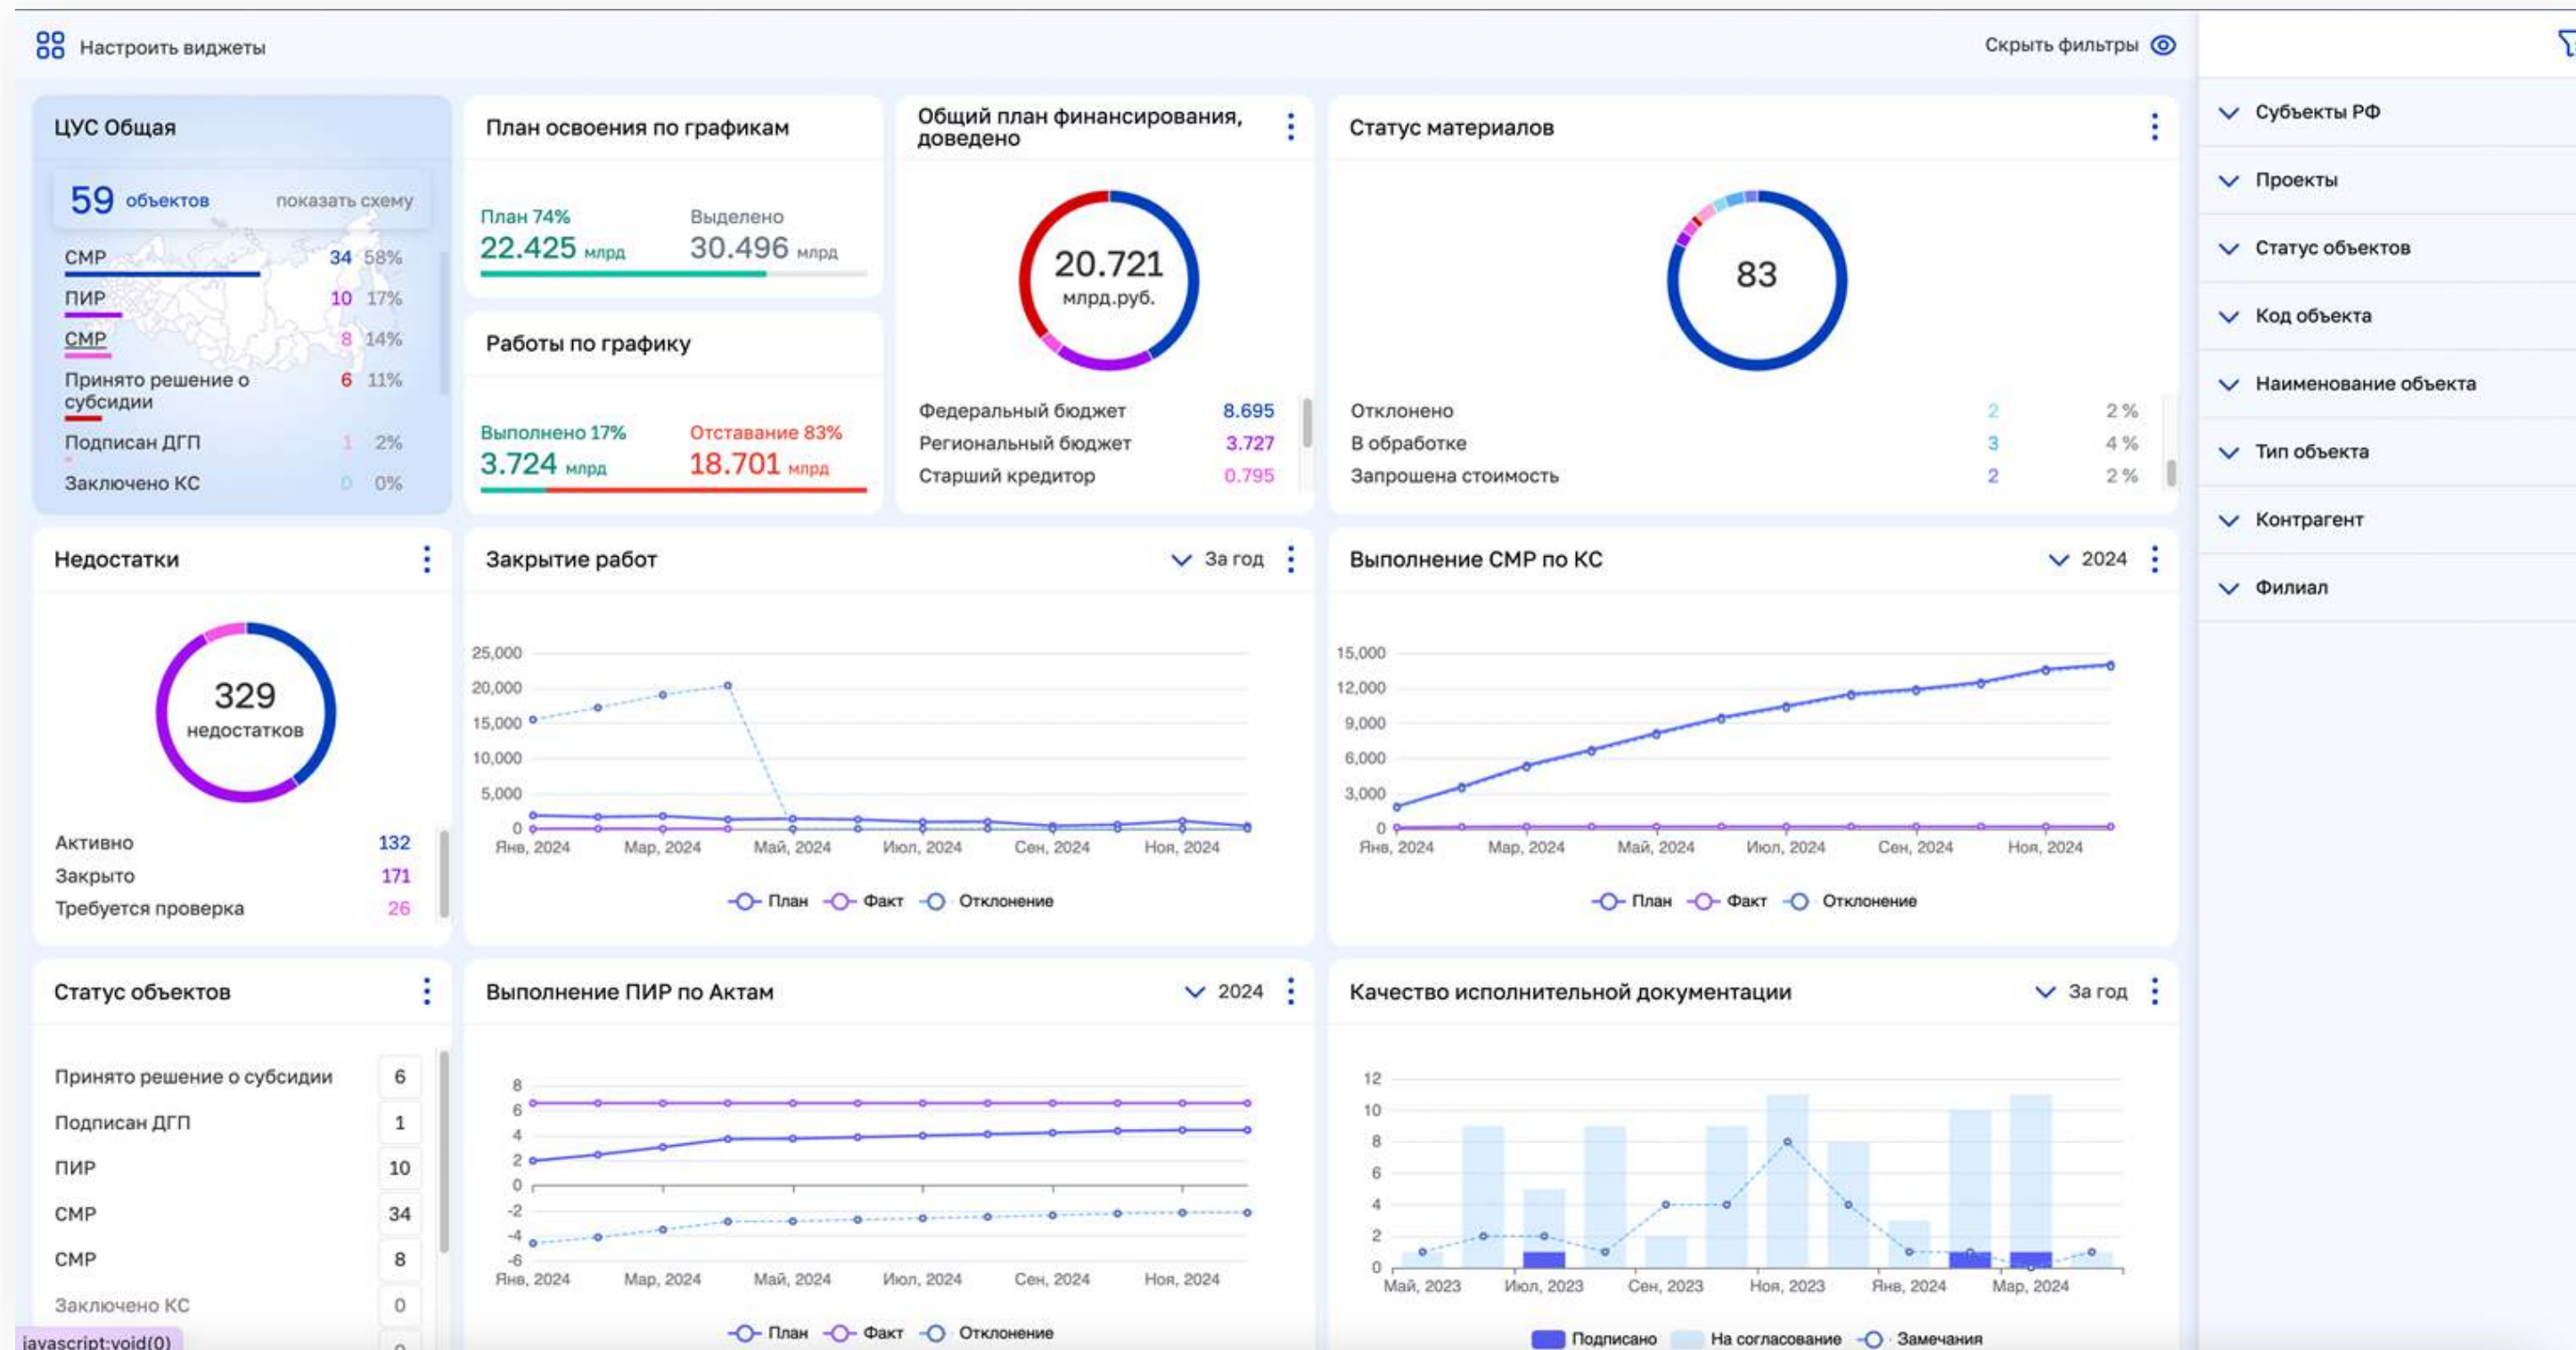 Настроить виджеты
Скрыть фильтры
ЦУС Общая
59 объектов показать схему
СМР 34 58%
ПИР 10 17%
СМР 8 14%
Принято решение о
субсидии
6 11%
Подписан ДГП 1 2%
Заключено КС 0 0%
План освоения по графикам
План 74% Выделено
22.425 млрд 30.496 млрд
Работы по графику
Выполнено 17% Отставание 83%
3.724 млрд 18.701 млрд
Общий план финансирования,
доведено
20.721
млрд.руб.
Федеральный бюджет 8.695
Региональный бюджет 3.727
Старший кредитор 0.795
Статус материалов
83
Отклонено 2 2 %
В обработке 3 4 %
Запрошена стоимость 2 2 %
Недостатки
329
недостатков
Активно 132
Закрыто 171
Требуется проверка 26
Закрытие работ За год
25,000
20,000
15,000
10,000
5,000
0
Янв, 2024 Мар, 2024 Май, 2024 Июл, 2024 Сен, 2024 Ноя, 2024
План Факт Отклонение
Выполнение СМР по КС 2024
15,000
12,000
9,000
6,000
3,000
0
Янв, 2024 Мар, 2024 Май, 2024 Июл, 2024 Сен, 2024 Ноя, 2024
План Факт Отклонение
Статус объектов
Принято решение о субсидии 6
Подписан ДГП 1
ПИР 10
СМР 34
СМР 8
Заключено КС 0
javascript:void(0)
Выполнение ПИР по Актам 2024
8
6
4
2
0
-2
-4
-6
Янв, 2024 Мар, 2024 Май, 2024 Июл, 2024 Сен, 2024 Ноя, 2024
План Факт Отклонение
Качество исполнительной документации За год
12
10
8
6
4
2
0
Май, 2023 Июл, 2023 Сен, 2023 Ноя, 2023 Янв, 2024 Мар, 2024
Подписано На согласование Замечания
Субъекты РФ
Проекты
Статус объектов
Код объекта
Наименование объекта
Тип объекта
Контрагент
Филиал